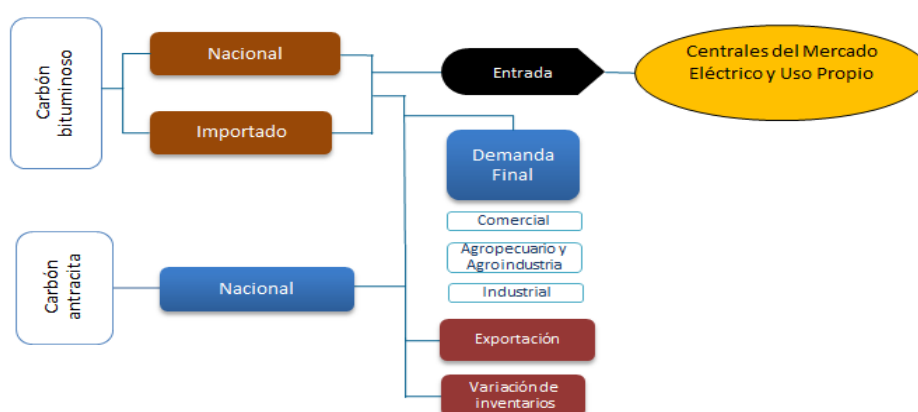 Carbón
bituminoso
Nacional
Importado
Entrada
Centrales del Mercado
Eléctrico y Uso Propio
Demanda
Final
Comercial
Agropecuario y
Agroindustria
Industrial
Carbón
antracita
Nacional
Exportación
Variación de
inventarios